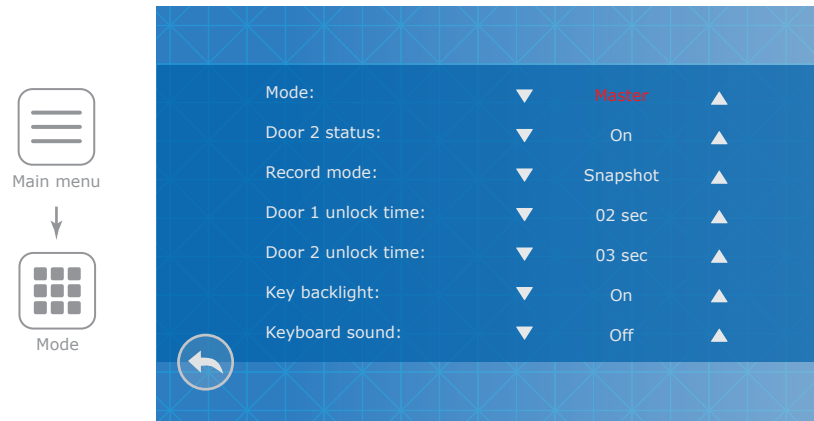 Main menu
Mode
Mode: Master
Door 2 status: On
Record mode: Snapshot
Door 1 unlock time: 02 sec
Door 2 unlock time: 03 sec
Key backlight: On
Keyboard sound: Off